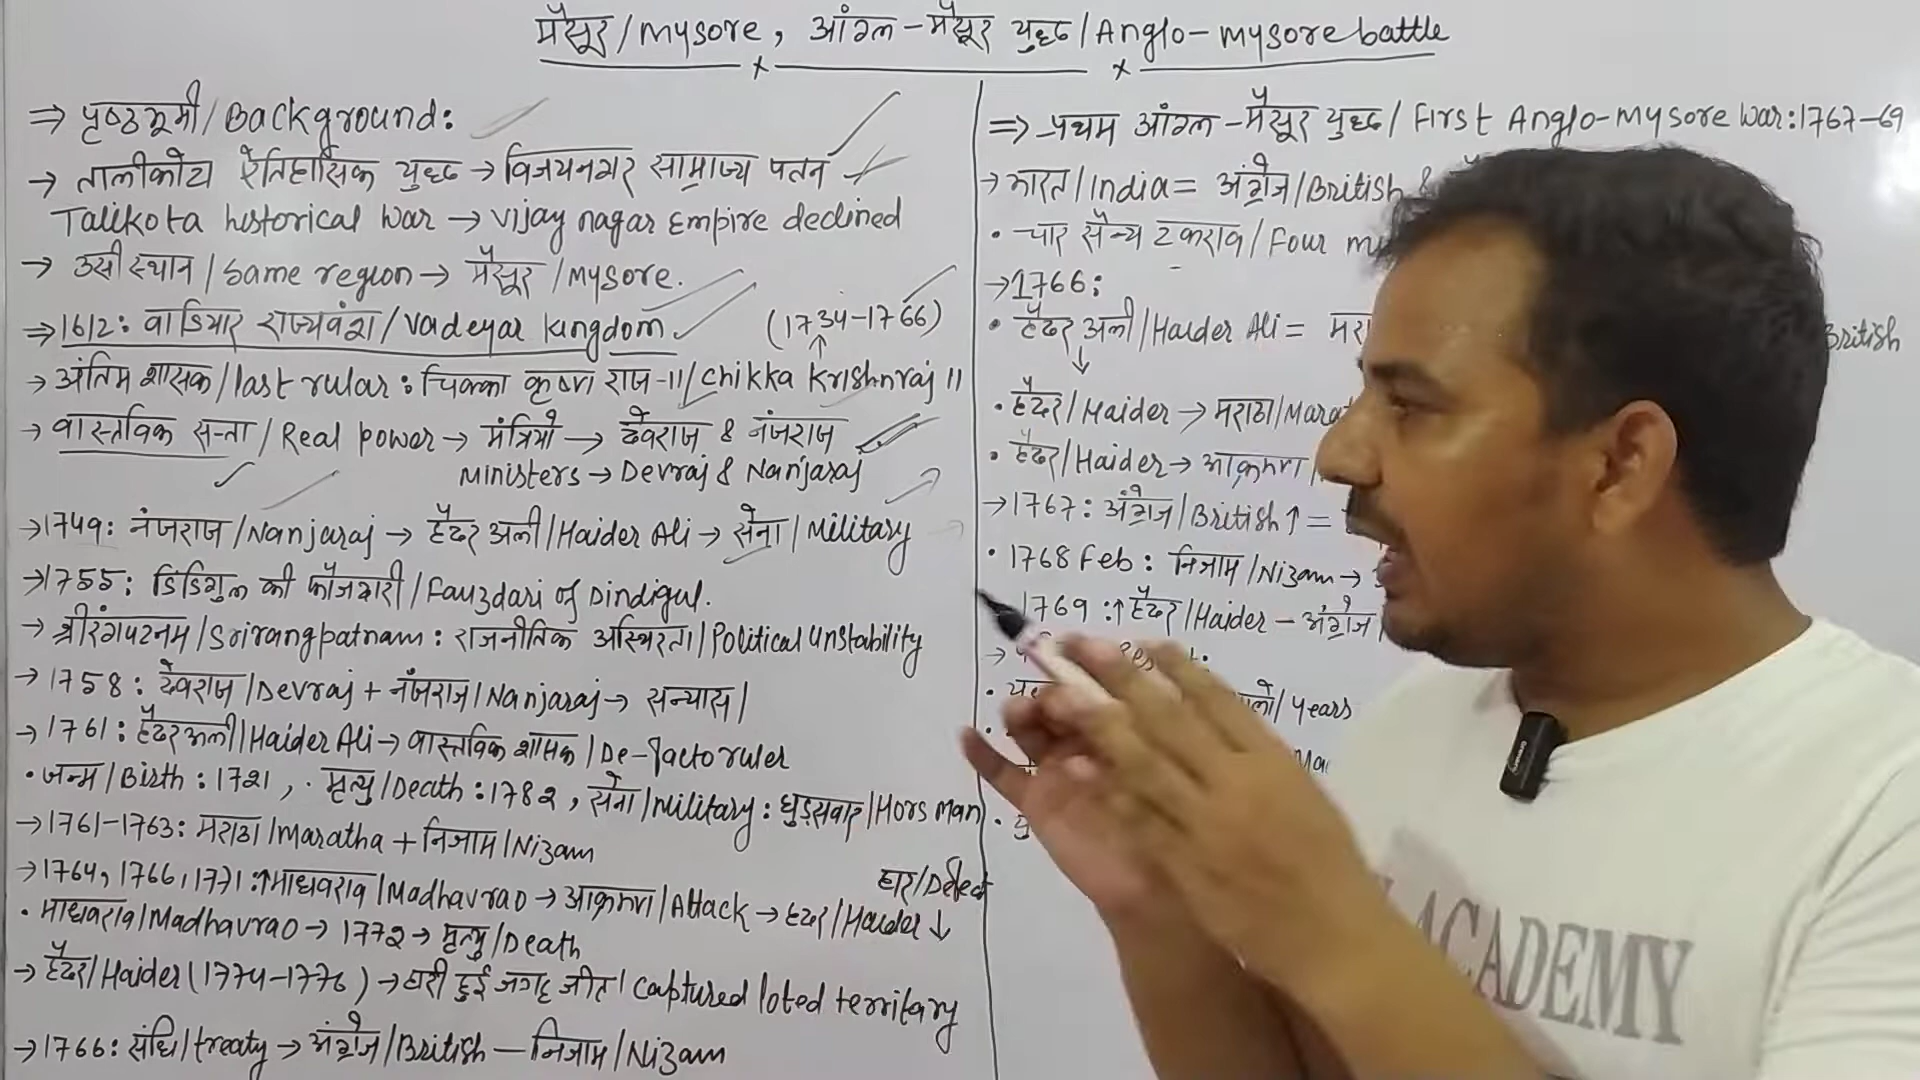 मैसूर/Mysore, आंग्ल-मैसूर युद्ध/Anglo-mysore battle
⇒ पृष्ठभूमी/Background:
→ तालीकोटा ऐतिहासिक युद्ध → विजयनगर साम्राज्य पतन
Talikota historical war → vijay nagar Empire declined
→ उसी स्थान/Same region → मैसूर/Mysore.
⇒ 1612: वाडियार राज्यवंश/Vadeyar Kingdom. (1734-1766)
→ अंतिम शासक/last rular: चिक्का कृष्ण राज-II/Chikka Krishnraj II
→ वास्तविक सत्ता/Real power → मंत्रियों → देवराज & नंजराज
Ministers → Devraj & Nanjaraj
→ 1749: नंजराज/Nanjaraj → हैदर अली/Haider Ali → सेना/Military
→ 1755: डिंडिगुल की फौजदारी/Fauzdari of Dindigul.
→ श्रीरंगपटनम/Srirangpatnam: राजनीतिक अस्थिरता/Political Unstability
→ 1758: देवराज/Devraj + नंजराज/Nanjaraj → सन्यास/
→ 1761: हैदर अली/Haider Ali → वास्तविक शासक/De-facto ruler
• जन्म/Birth: 1721, • मृत्यु/Death: 1782, सेना/Military: घुड़सवार/Hors man
→ 1761-1763: मराठा/Maratha + निजाम/Nizam
हार/Defect
→ 1764, 1766, 1771: ↑माधवराव/Madhavrao → आक्रमण/Attack → हैदर/Haider ↓
• माधवराव/Madhavrao → 1772 → मृत्यु/Death
→ हैदर/Haider (1774-1776) → हारी हुई जगह जीत/Captured loted territary
→ 1766: संधि/treaty → अंग्रेज/British — निजाम/Nizam
⇒ प्रथम आंग्ल-मैसूर युद्ध/First Anglo-Mysore War: 1767-69
→ भारत/India = अंग्रेज/British &
• चार सैन्य टकराव/Four
→ 1766:
• हैदर अली/Haider Ali = British
• हैदर/Haider → मराठा/
• हैदर/Haider → आक्रमण/
→ 1767: अंग्रेज/British ↑ =
• 1768 Feb: निजाम/Nizam →
1769: ↑ हैदर/Haider - अंग्रेज/
/years
ACADEMY